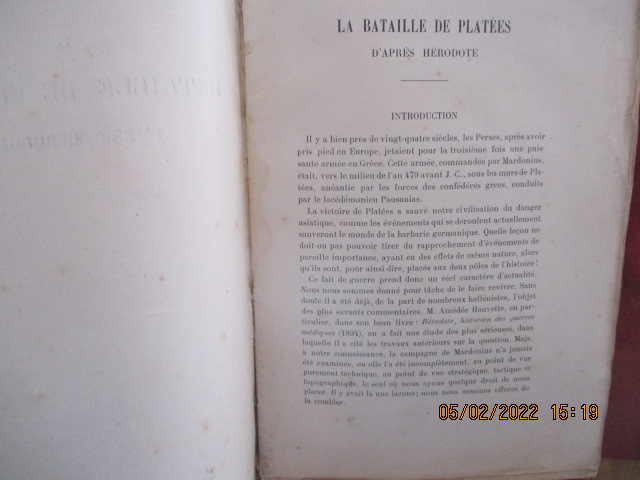 LA BATAILLE DE PLATÉES
D'APRÈS HÉRODOTE
INTRODUCTION
Il y a bien près de vingt-quatre siècles, les Perses, après avoir
pris pied en Europe, jetaient pour la troisième fois une puis-
sante armée en Grèce. Cette armée, commandée par Mardonius,
était, vers le milieu de l'an 479 avant J. C., sous les murs de Pla-
tées, anéantie par les forces des confédérés grecs, conduits
par le lacédémonien Pausanias.
La victoire de Platées a sauvé notre civilisation du danger
asiatique, comme les événements qui se déroulent actuellement
sauveront le monde de la barbarie germanique. Quelle leçon ne
doit-on pas pouvoir tirer du rapprochement d'événements de
pareille importance, ayant eu des effets de même nature, alors
qu'ils sont, pour ainsi dire, placés aux deux pôles de l'histoire!
Ce fait de guerre prend donc un réel caractère d'actualité.
Nous nous sommes donné pour tâche de le faire revivre. Sans
doute il a été déjà, de la part de nombreux hellénistes, l'objet
des plus savants commentaires. M. Amédée Hauvette, en par-
ticulier, dans son beau livre : Hérodote, historien des guerres
médiques (1894), en a fait une étude des plus sérieuses, dans
laquelle il a cité les travaux antérieurs sur la question. Mais,
à notre connaissance, la campagne de Mardonius n'a jamais
été examinée, ou elle l'a été incomplètement, au point de vue
purement technique, au point de vue stratégique, tactique et
topographique, le seul où nous ayons quelque droit de nous
placer. Il y avait là une lacune; nous nous sommes efforcé de
la combler.
05/02/2022 15:19